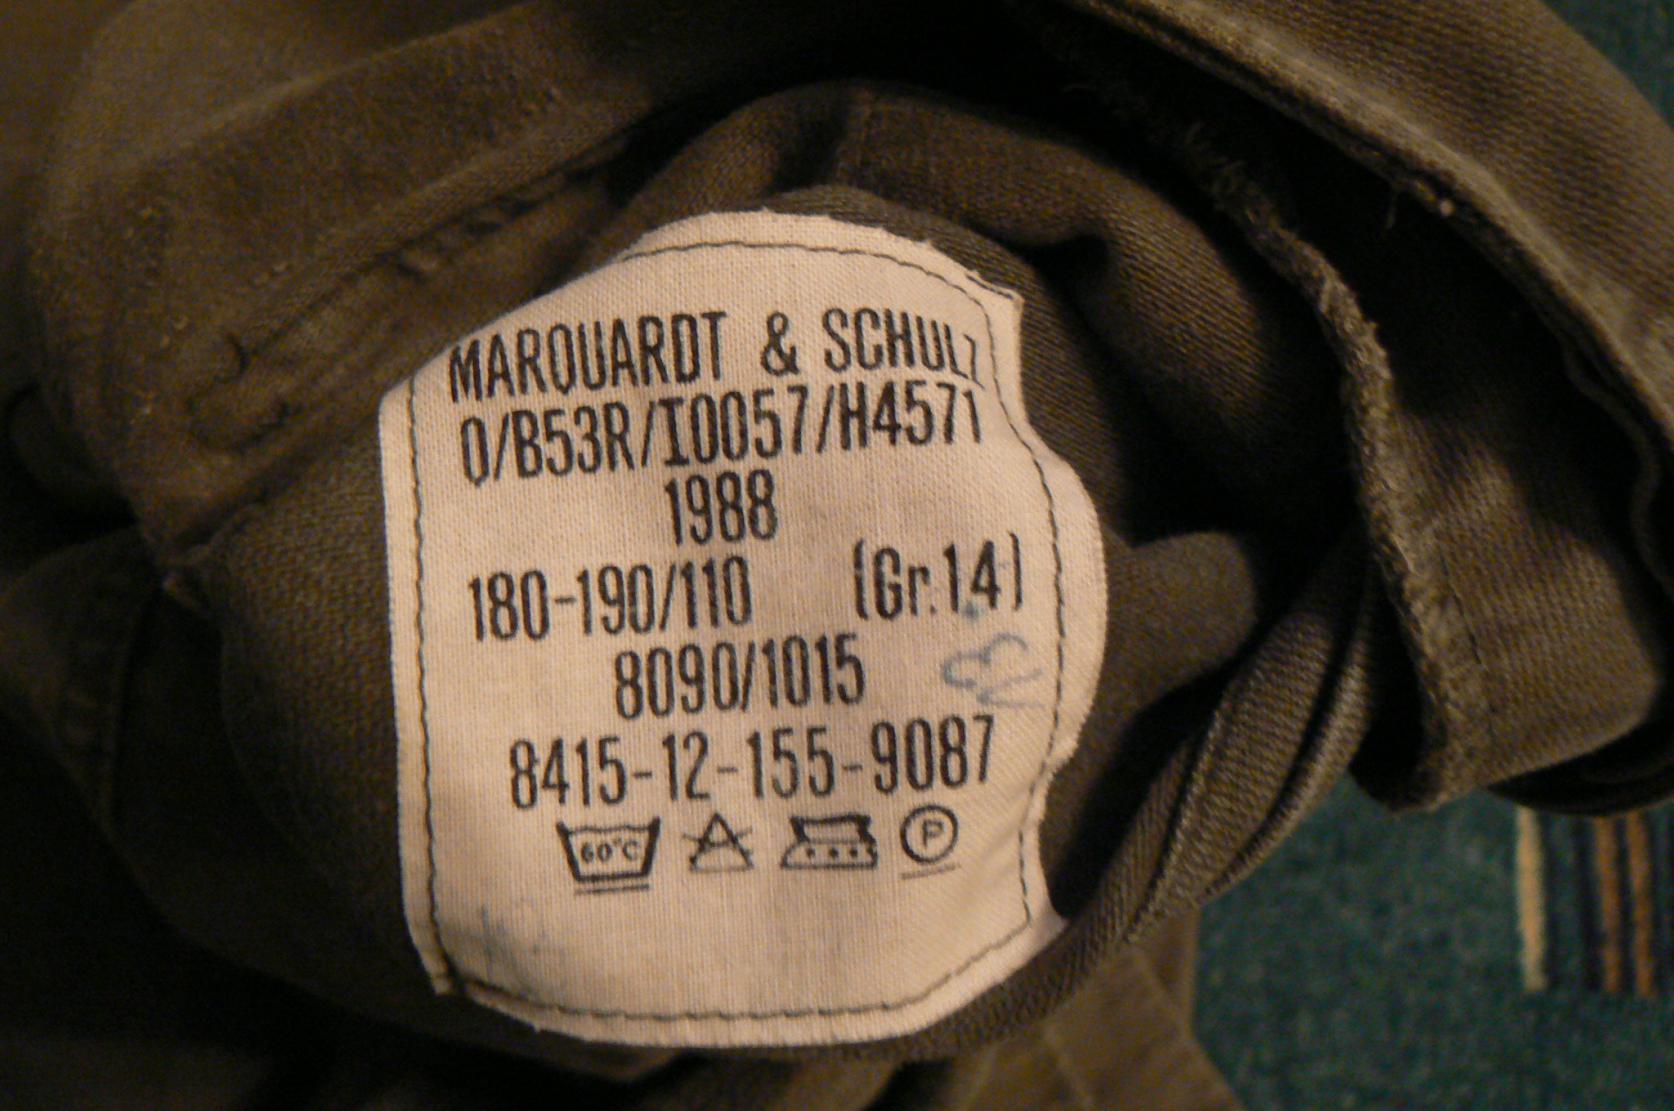 MARQUARDT & SCHULZ
0/B53R/I0057/H4571
1988
180-190/110 (Gr.14)
8090/1015
8415-12-155-9087
60°C A P